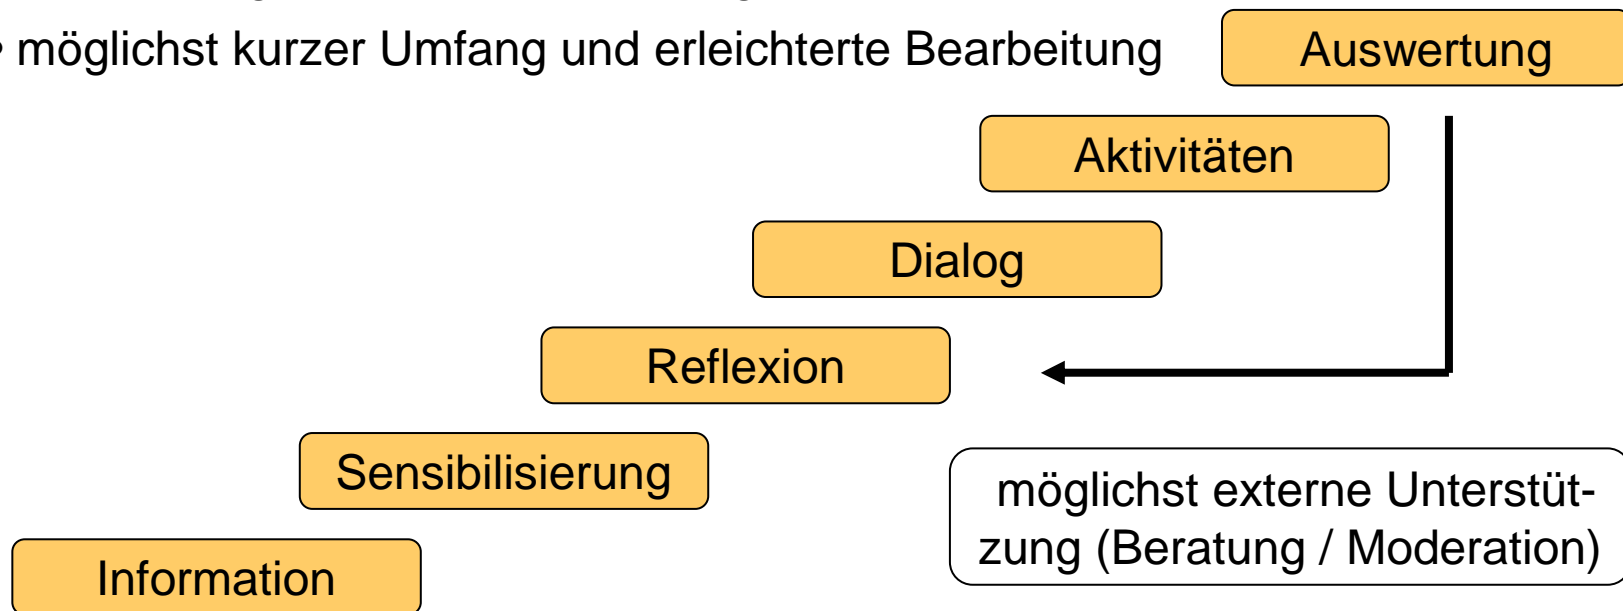 • möglichst kurzer Umfang und erleichterte Bearbeitung
Auswertung
Aktivitäten
Dialog
Reflexion
Sensibilisierung
möglichst externe Unterstüt-
zung (Beratung / Moderation)
Information